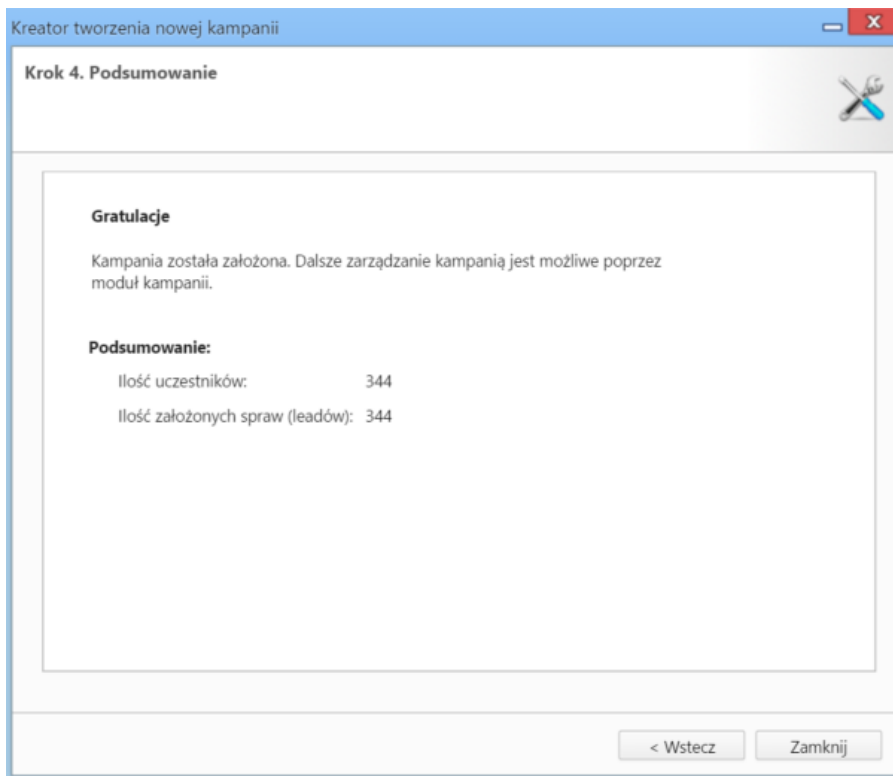 Kreator tworzenia nowej kampanii
Krok 4. Podsumowanie
Gratulacje
Kampania została założona. Dalsze zarządzanie kampanią jest możliwe poprzez
moduł kampanii.
Podsumowanie:
Ilość uczestników: 344
Ilość założonych spraw (leadów): 344
< Wstecz Zamknij